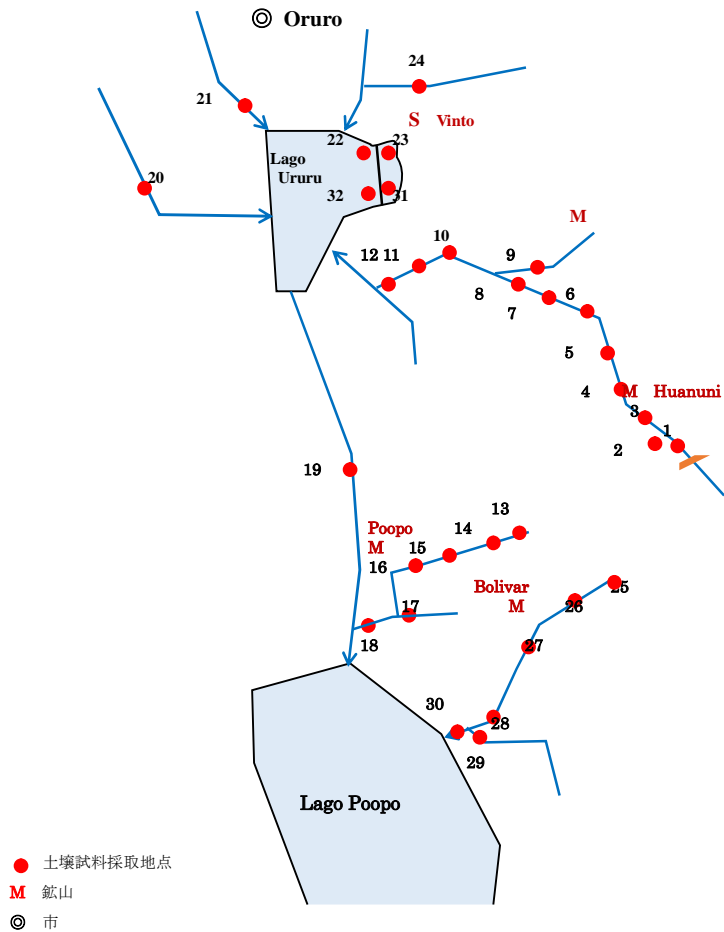 Oruro
24
21
S Vinto
22 23
Lago
Ururu
20
32 31
M
10
12 11 9
8 6
7
5
4 M Huanuni
3
1
2
19
13
Poopo
M
14
15
16
Bolivar
M
25
26
17
18
27
30
28
29
Lago Poopo
土壌試料採取地点
M 鉱山
市